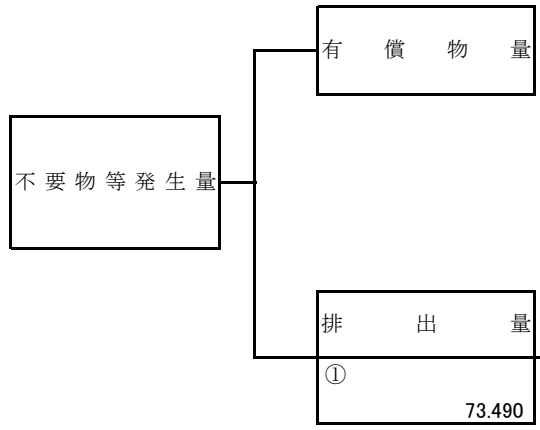 有償物量
不要物等発生量
排出量
①
73.490